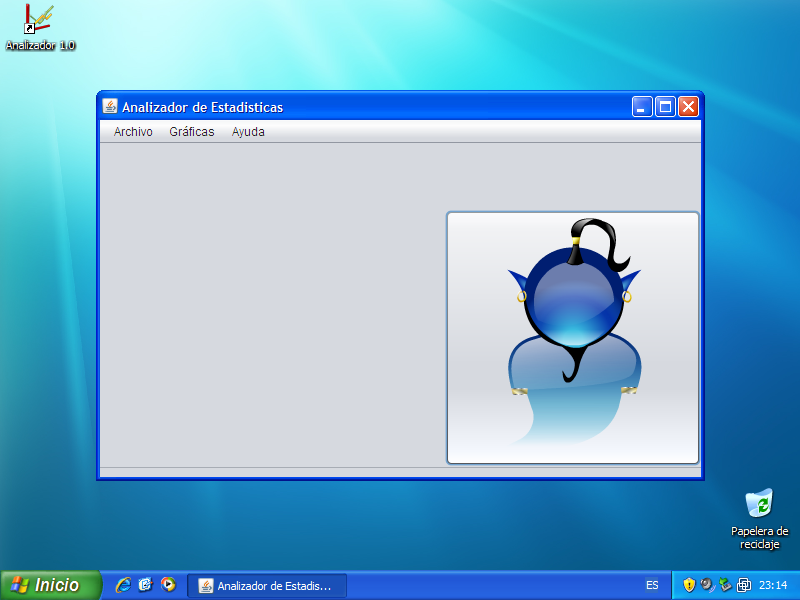 Analizador 1.0
Analizador de Estadisticas
Archivo Gráficas Ayuda
Papelera de
reciclaje
Inicio
Analizador de Estadis...
ES
23:14